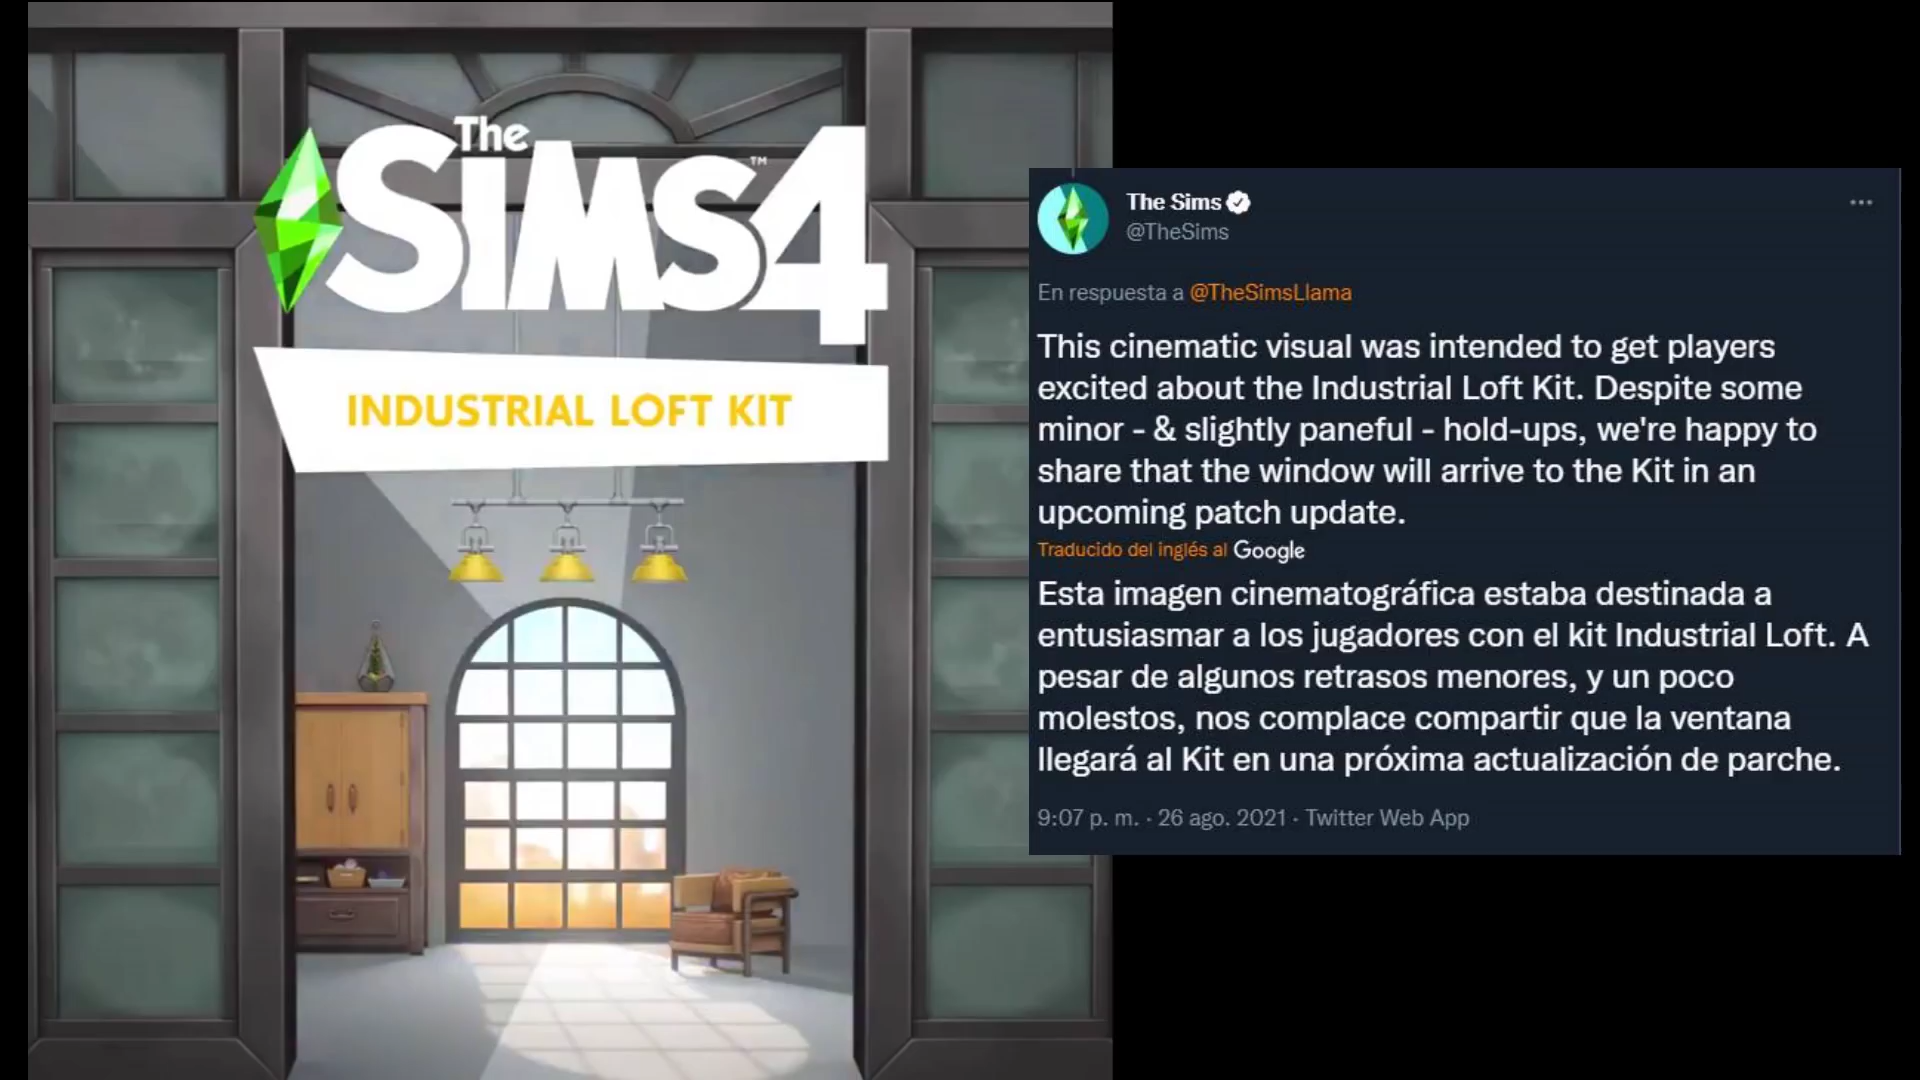 The
SiMS 4™
INDUSTRIAL LOFT KIT
The Sims
@TheSims
En respuesta a @TheSimsLlama
This cinematic visual was intended to get players
excited about the Industrial Loft Kit. Despite some
minor - & slightly paneful - hold-ups, we're happy to
share that the window will arrive to the Kit in an
upcoming patch update.
Traducido del inglés al Google
Esta imagen cinematográfica estaba destinada a
entusiasmar a los jugadores con el kit Industrial Loft. A
pesar de algunos retrasos menores, y un poco
molestos, nos complace compartir que la ventana
llegará al Kit en una próxima actualización de parche.
9:07 p. m. · 26 ago. 2021 · Twitter Web App